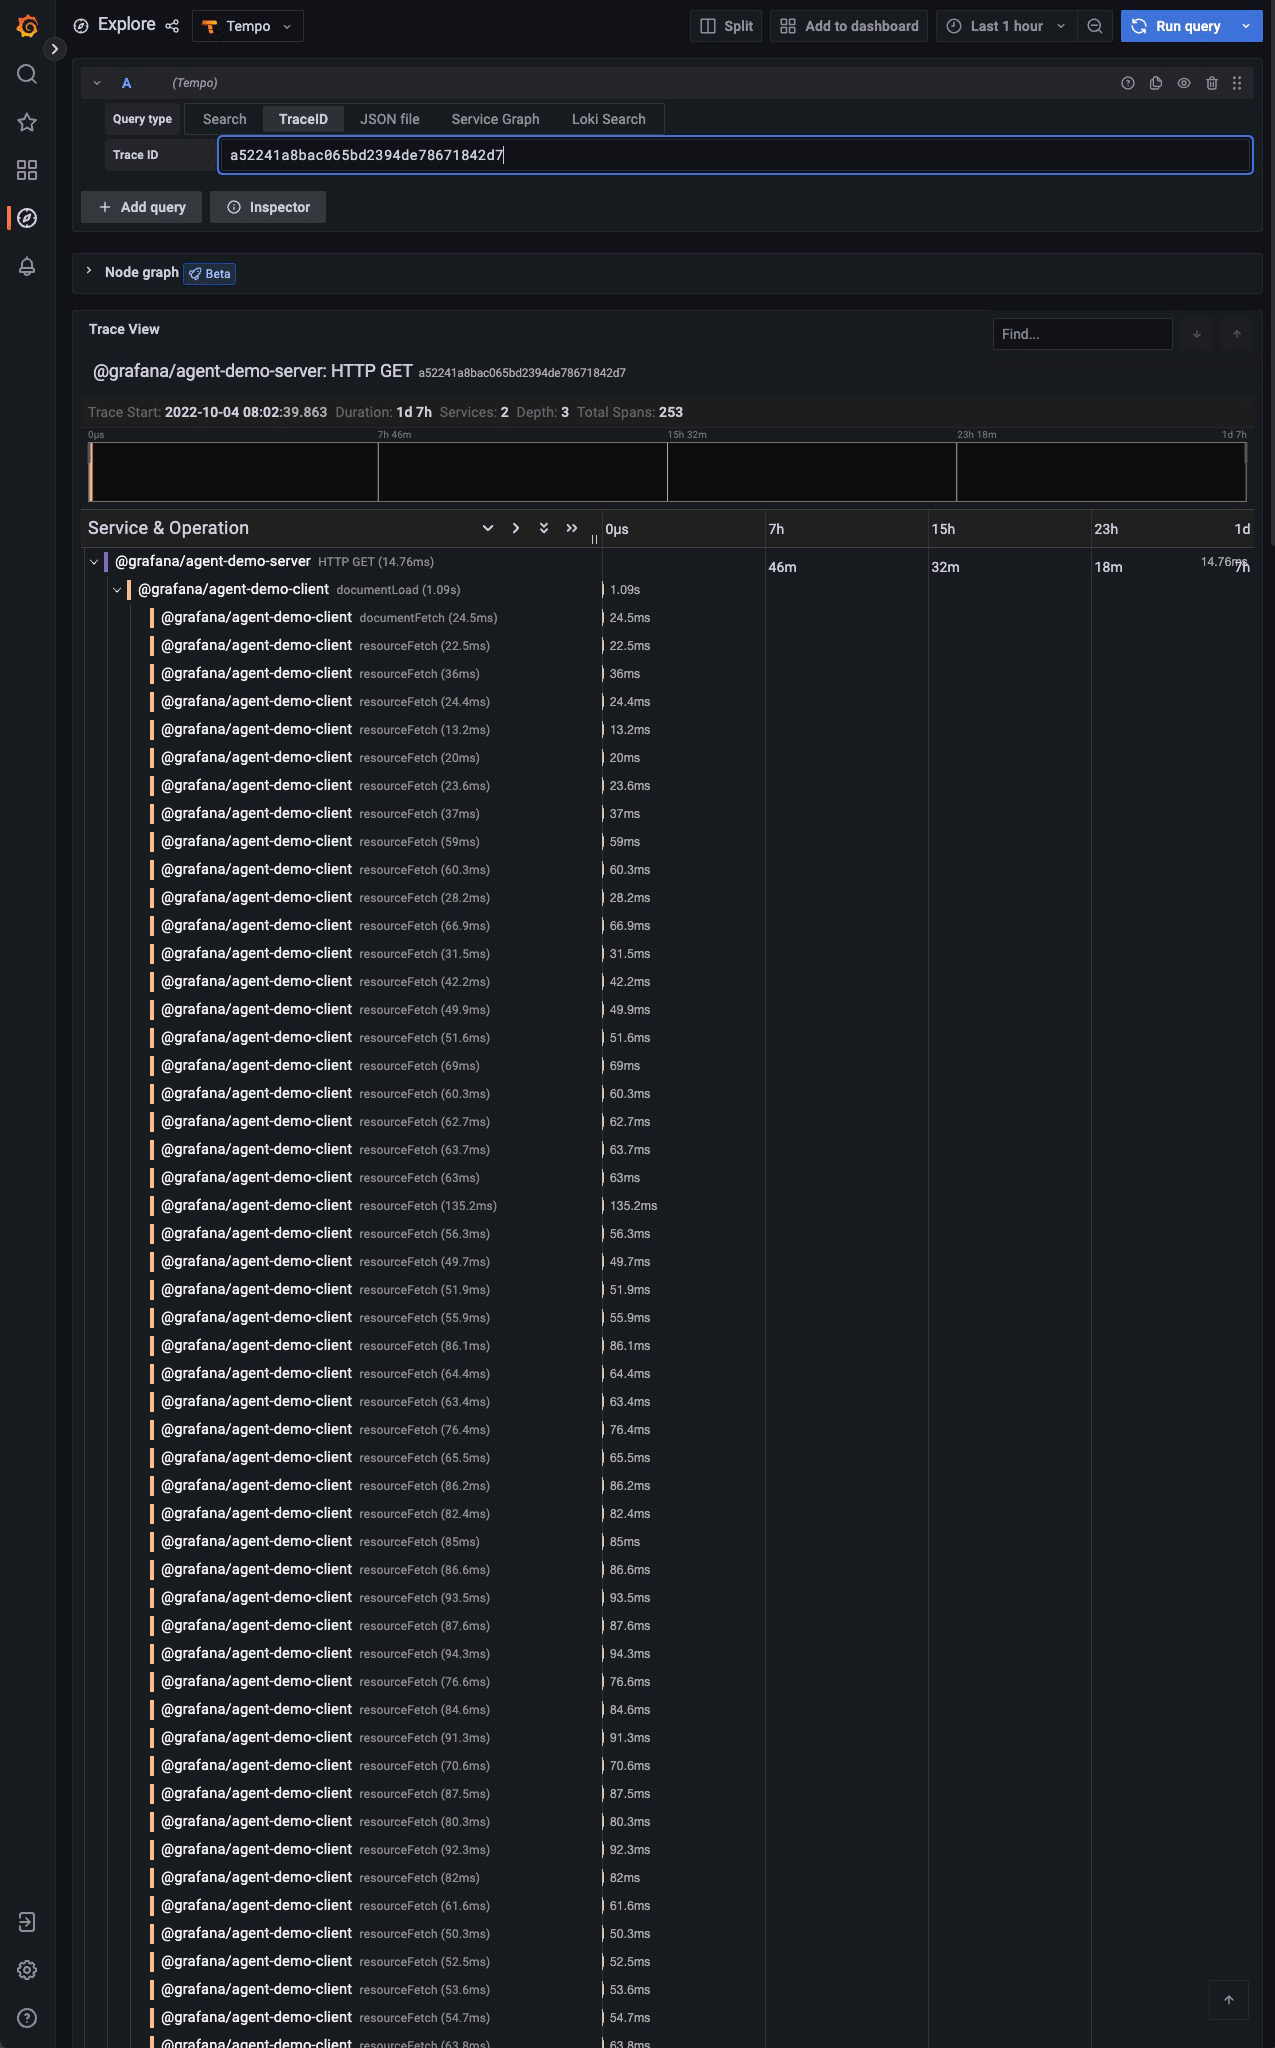 Explore Tempo Split Add to dashboard Last 1 hour Run query
A (Tempo)
Query type Search TraceID JSON file Service Graph Loki Search
Trace ID a52241a8bac065bd2394de78671842d7
+ Add query Inspector
Node graph Beta
Trace View Find...
@grafana/agent-demo-server: HTTP GET a52241a8bac065bd2394de78671842d7
Trace Start: 2022-10-04 08:02:39.863 Duration: 1d 7h Services: 2 Depth: 3 Total Spans: 253
0μs 7h 46m 15h 32m 23h 18m 1d 7h
Service & Operation 0μs 7h 15h 23h 1d
@grafana/agent-demo-server HTTP GET (14.76ms) 46m 32m 18m 14.76ms 7h
@grafana/agent-demo-client documentLoad (1.09s) 1.09s
@grafana/agent-demo-client documentFetch (24.5ms) 24.5ms
@grafana/agent-demo-client resourceFetch (22.5ms) 22.5ms
@grafana/agent-demo-client resourceFetch (36ms) 36ms
@grafana/agent-demo-client resourceFetch (24.4ms) 24.4ms
@grafana/agent-demo-client resourceFetch (13.2ms) 13.2ms
@grafana/agent-demo-client resourceFetch (20ms) 20ms
@grafana/agent-demo-client resourceFetch (23.6ms) 23.6ms
@grafana/agent-demo-client resourceFetch (37ms) 37ms
@grafana/agent-demo-client resourceFetch (59ms) 59ms
@grafana/agent-demo-client resourceFetch (60.3ms) 60.3ms
@grafana/agent-demo-client resourceFetch (28.2ms) 28.2ms
@grafana/agent-demo-client resourceFetch (66.9ms) 66.9ms
@grafana/agent-demo-client resourceFetch (31.5ms) 31.5ms
@grafana/agent-demo-client resourceFetch (42.2ms) 42.2ms
@grafana/agent-demo-client resourceFetch (49.9ms) 49.9ms
@grafana/agent-demo-client resourceFetch (51.6ms) 51.6ms
@grafana/agent-demo-client resourceFetch (69ms) 69ms
@grafana/agent-demo-client resourceFetch (60.3ms) 60.3ms
@grafana/agent-demo-client resourceFetch (62.7ms) 62.7ms
@grafana/agent-demo-client resourceFetch (63.7ms) 63.7ms
@grafana/agent-demo-client resourceFetch (63ms) 63ms
@grafana/agent-demo-client resourceFetch (135.2ms) 135.2ms
@grafana/agent-demo-client resourceFetch (56.3ms) 56.3ms
@grafana/agent-demo-client resourceFetch (49.7ms) 49.7ms
@grafana/agent-demo-client resourceFetch (51.9ms) 51.9ms
@grafana/agent-demo-client resourceFetch (55.9ms) 55.9ms
@grafana/agent-demo-client resourceFetch (86.1ms) 86.1ms
@grafana/agent-demo-client resourceFetch (64.4ms) 64.4ms
@grafana/agent-demo-client resourceFetch (63.4ms) 63.4ms
@grafana/agent-demo-client resourceFetch (76.4ms) 76.4ms
@grafana/agent-demo-client resourceFetch (65.5ms) 65.5ms
@grafana/agent-demo-client resourceFetch (86.2ms) 86.2ms
@grafana/agent-demo-client resourceFetch (82.4ms) 82.4ms
@grafana/agent-demo-client resourceFetch (85ms) 85ms
@grafana/agent-demo-client resourceFetch (86.6ms) 86.6ms
@grafana/agent-demo-client resourceFetch (93.5ms) 93.5ms
@grafana/agent-demo-client resourceFetch (87.6ms) 87.6ms
@grafana/agent-demo-client resourceFetch (94.3ms) 94.3ms
@grafana/agent-demo-client resourceFetch (76.6ms) 76.6ms
@grafana/agent-demo-client resourceFetch (84.6ms) 84.6ms
@grafana/agent-demo-client resourceFetch (91.3ms) 91.3ms
@grafana/agent-demo-client resourceFetch (70.6ms) 70.6ms
@grafana/agent-demo-client resourceFetch (87.5ms) 87.5ms
@grafana/agent-demo-client resourceFetch (80.3ms) 80.3ms
@grafana/agent-demo-client resourceFetch (92.3ms) 92.3ms
@grafana/agent-demo-client resourceFetch (82ms) 82ms
@grafana/agent-demo-client resourceFetch (61.6ms) 61.6ms
@grafana/agent-demo-client resourceFetch (50.3ms) 50.3ms
@grafana/agent-demo-client resourceFetch (52.5ms) 52.5ms
@grafana/agent-demo-client resourceFetch (53.6ms) 53.6ms
@grafana/agent-demo-client resourceFetch (54.7ms) 54.7ms
@grafana/agent-demo-client resourceFetch (63.8ms) 63.8ms